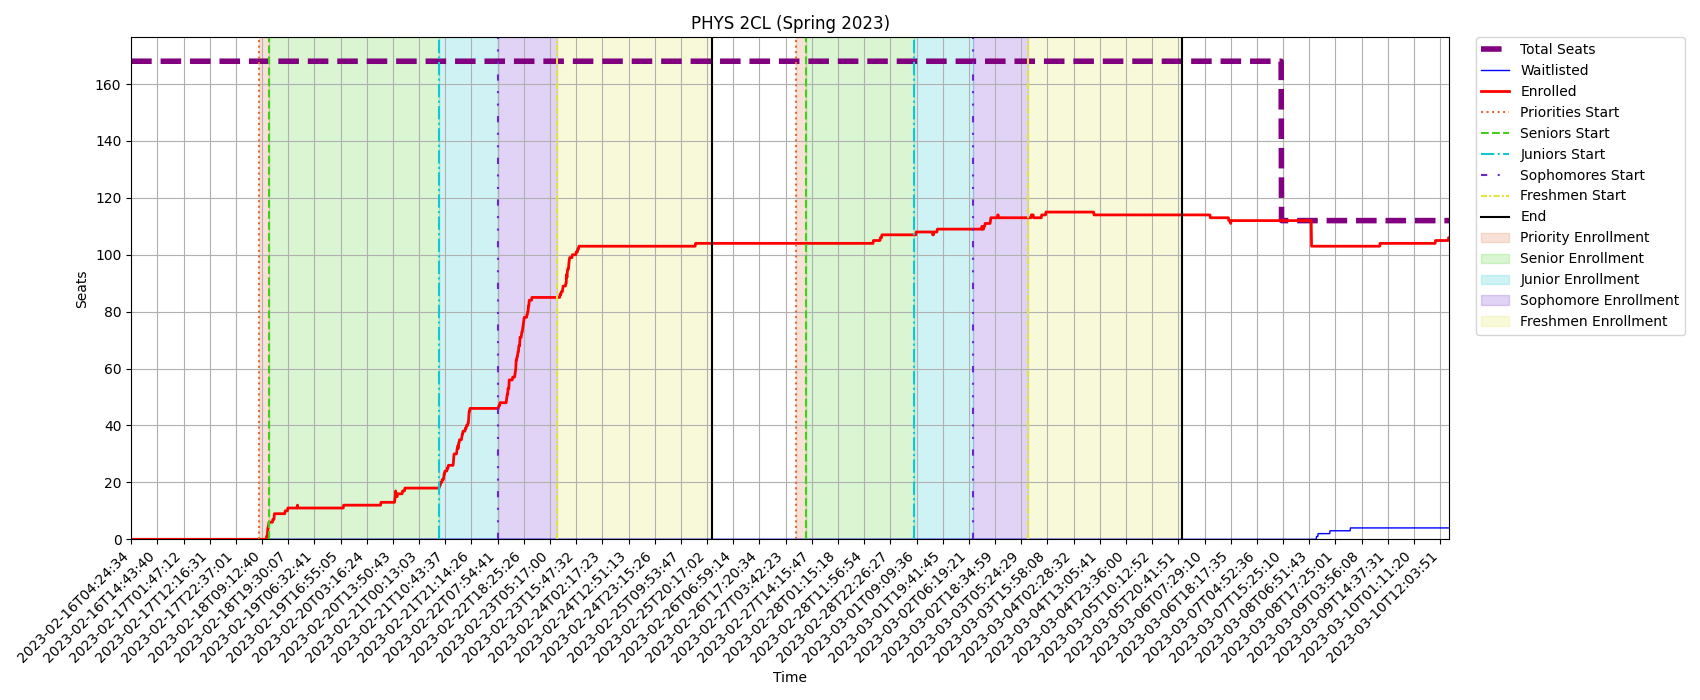 PHYS 2CL (Spring 2023)
160
140
120
100
80
60
40
20
0
Seats
2023-02-16T04:24:34
2023-02-16T14:43:40
2023-02-17T01:47:12
2023-02-17T12:16:31
2023-02-17T22:37:01
2023-02-18T09:12:40
2023-02-18T19:30:07
2023-02-19T06:32:41
2023-02-19T16:55:05
2023-02-20T03:16:24
2023-02-20T13:50:43
2023-02-21T00:13:03
2023-02-21T10:43:37
2023-02-21T21:14:26
2023-02-22T07:54:41
2023-02-22T18:25:26
2023-02-23T05:17:00
2023-02-23T15:47:32
2023-02-24T02:17:23
2023-02-24T12:51:13
2023-02-24T23:15:26
2023-02-25T09:53:47
2023-02-25T20:17:02
2023-02-26T06:59:14
2023-02-26T17:20:34
2023-02-27T03:42:23
2023-02-27T14:15:47
2023-02-28T01:15:18
2023-02-28T11:56:54
2023-02-28T22:26:27
2023-03-01T09:09:36
2023-03-01T19:41:45
2023-03-02T06:19:21
2023-03-02T18:34:59
2023-03-03T05:24:29
2023-03-03T15:58:08
2023-03-04T02:28:32
2023-03-04T13:05:41
2023-03-04T23:36:00
2023-03-05T10:12:52
2023-03-05T20:41:51
2023-03-06T07:29:10
2023-03-06T18:17:35
2023-03-07T04:52:36
2023-03-07T15:25:10
2023-03-08T06:51:43
2023-03-08T17:25:01
2023-03-09T03:56:08
2023-03-09T14:37:31
2023-03-10T01:11:20
2023-03-10T12:03:51
Time
Total Seats
Waitlisted
Enrolled
Priorities Start
Seniors Start
Juniors Start
Sophomores Start
Freshmen Start
End
Priority Enrollment
Senior Enrollment
Junior Enrollment
Sophomore Enrollment
Freshmen Enrollment